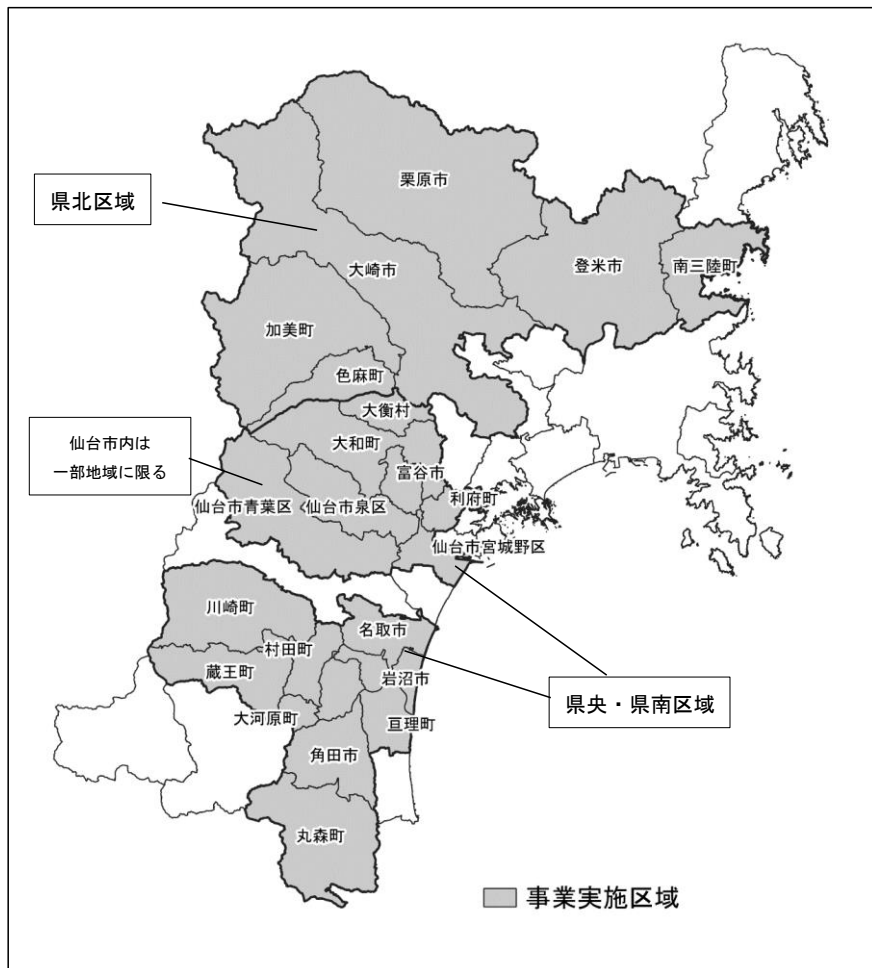 栗原市
県北区域
登米市
南三陸町
大崎市
加美町
色麻町
大衡村
仙台市内は
一部地域に限る
大和町
富谷市
利府町
仙台市青葉区
仙台市泉区
仙台市宮城野区
川崎町
名取市
村田町
蔵王町
岩沼市
県央・県南区域
大河原町
亘理町
角田市
丸森町
事業実施区域